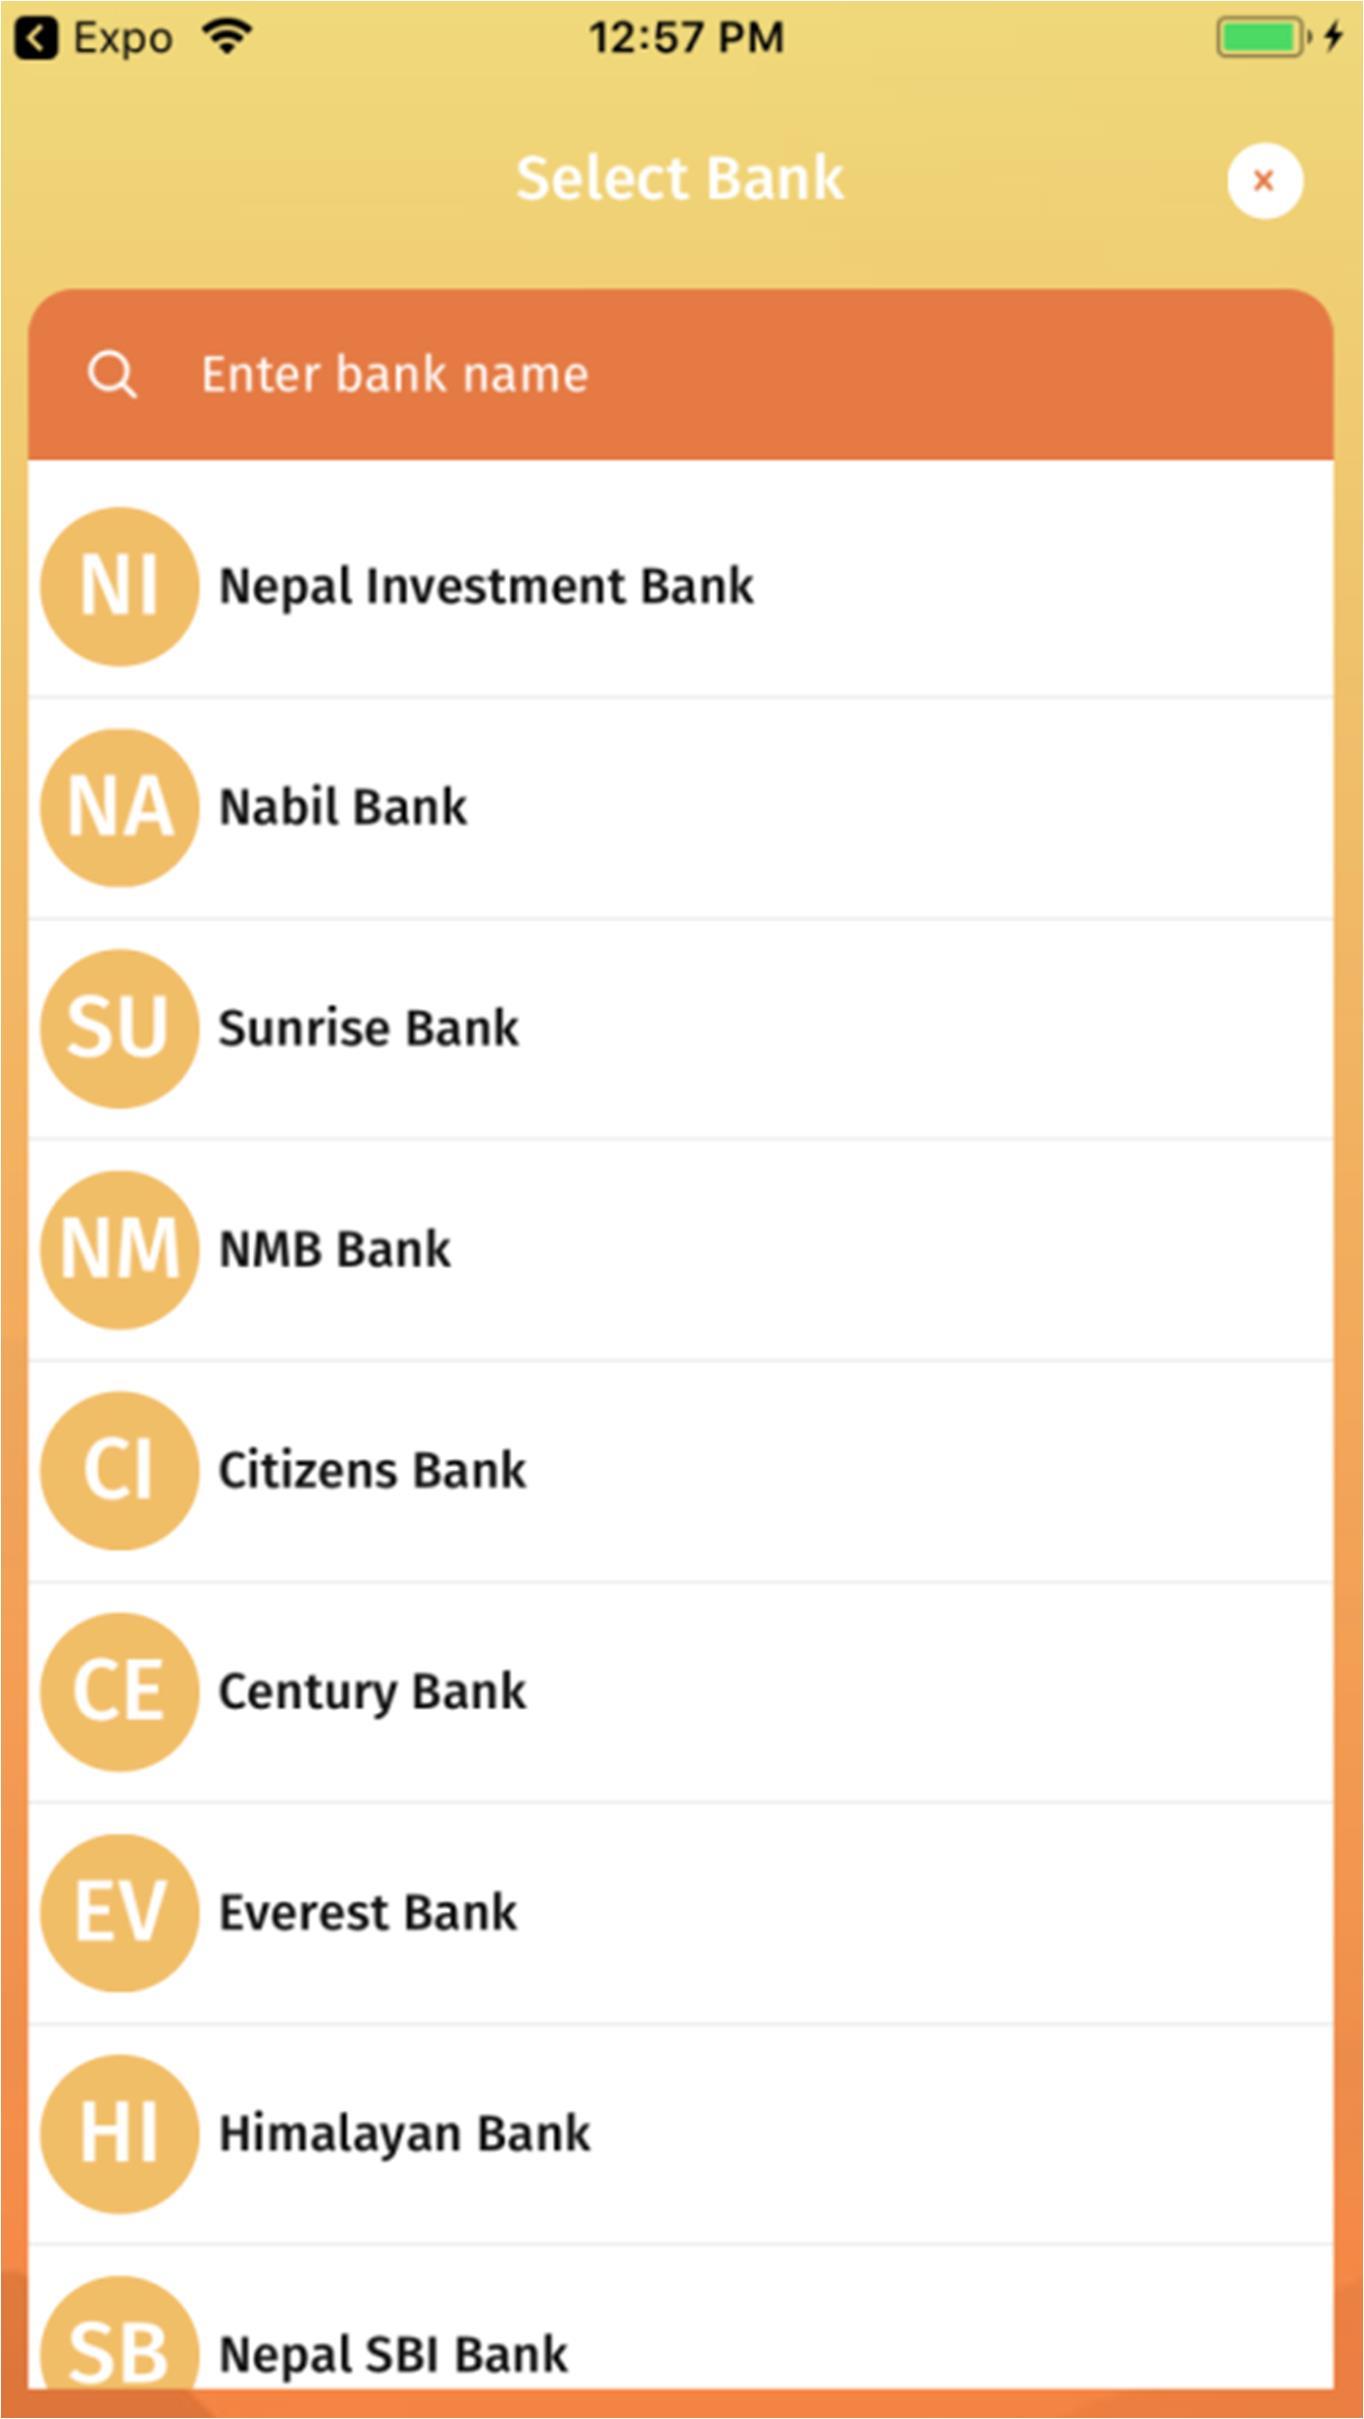 Expo 12:57 PM
Select Bank
Enter bank name
NI Nepal Investment Bank
NA Nabil Bank
SU Sunrise Bank
NM NMB Bank
CI Citizens Bank
CE Century Bank
EV Everest Bank
HI Himalayan Bank
SB Nepal SBI Bank